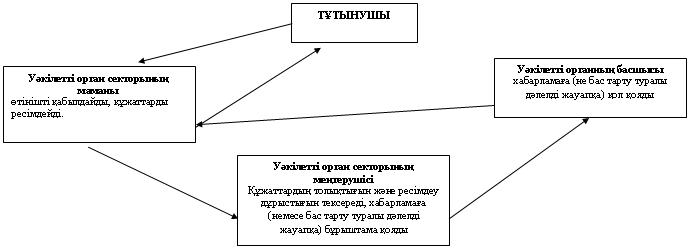 ТҰТЫНУШЫ
Уәкілетті орган секторының
маманы
өтінішті қабылдайды, құжаттарды
ресімдейді.
Уәкілетті органның басшысы
хабарламаға (не бас тарту туралы
дәлелді жауапқа) қол қояды
Уәкілетті орган секторының
меңгерушісі
Құжаттардың толықтығын және ресімдеу
дұрыстығын тексереді, хабарламаға
(немесе бас тарту туралы дәлелді
жауапқа) бұрыштама қояды